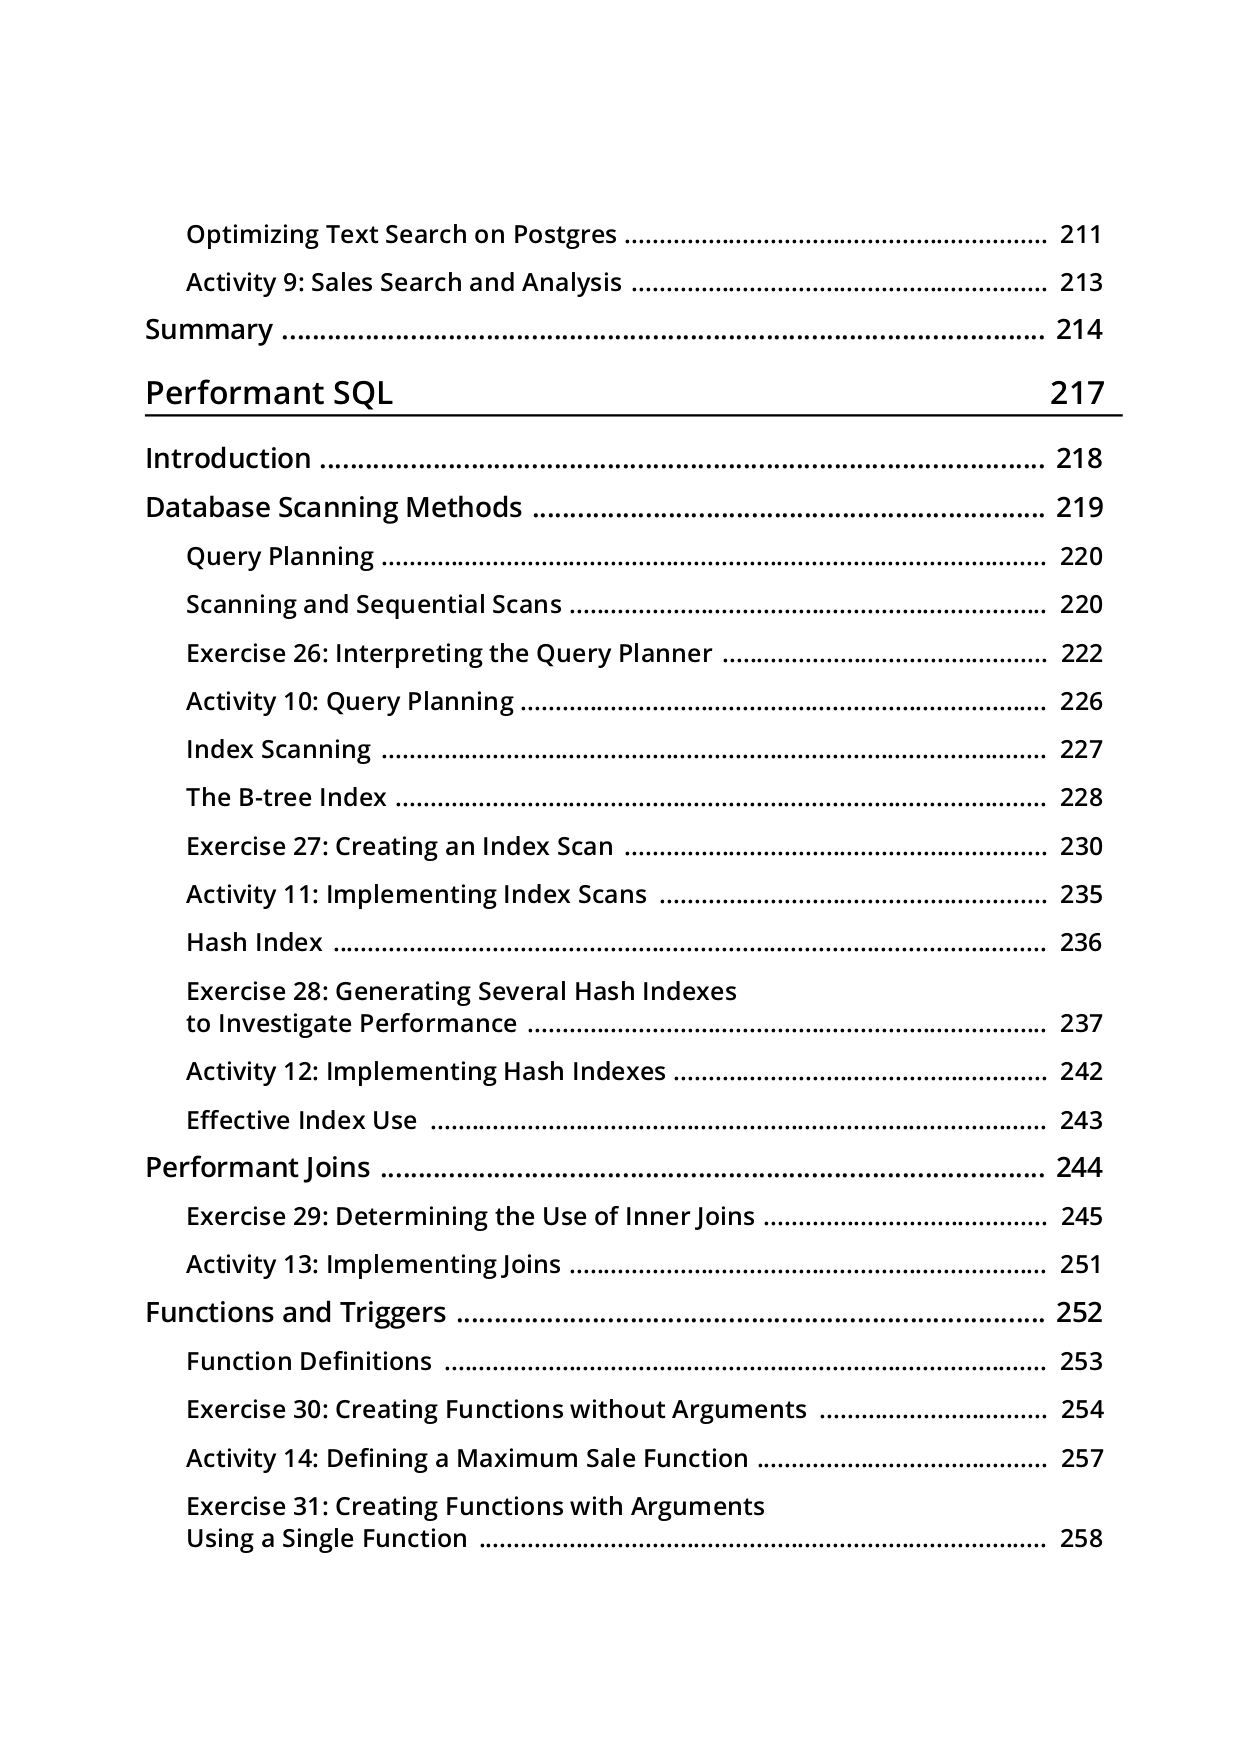 Optimizing Text Search on Postgres ............................................................. 211
Activity 9: Sales Search and Analysis ............................................................ 213
Summary ..................................................................................................... 214
Performant SQL 217
Introduction ................................................................................................ 218
Database Scanning Methods .................................................................... 219
Query Planning ................................................................................................ 220
Scanning and Sequential Scans ..................................................................... 220
Exercise 26: Interpreting the Query Planner ............................................... 222
Activity 10: Query Planning ............................................................................ 226
Index Scanning ................................................................................................ 227
The B-tree Index .............................................................................................. 228
Exercise 27: Creating an Index Scan ............................................................. 230
Activity 11: Implementing Index Scans ........................................................ 235
Hash Index ....................................................................................................... 236
Exercise 28: Generating Several Hash Indexes
to Investigate Performance ........................................................................... 237
Activity 12: Implementing Hash Indexes ...................................................... 242
Effective Index Use ......................................................................................... 243
Performant Joins ........................................................................................ 244
Exercise 29: Determining the Use of Inner Joins ......................................... 245
Activity 13: Implementing Joins ..................................................................... 251
Functions and Triggers .............................................................................. 252
Function Definitions ....................................................................................... 253
Exercise 30: Creating Functions without Arguments ................................. 254
Activity 14: Defining a Maximum Sale Function .......................................... 257
Exercise 31: Creating Functions with Arguments
Using a Single Function .................................................................................. 258